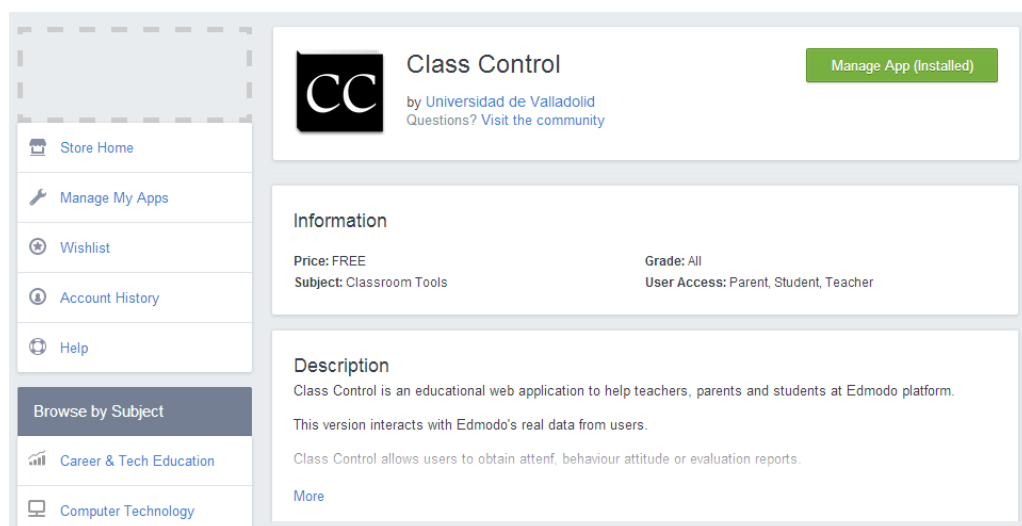 CC
Class Control
Manage App (Installed)
by Universidad de Valladolid
Questions? Visit the community
Store Home
Manage My Apps
Wishlist
Account History
Help
Browse by Subject
Career & Tech Education
Computer Technology
Information
Price: FREE
Grade: All
Subject: Classroom Tools
User Access: Parent, Student, Teacher
Description
Class Control is an educational web application to help teachers, parents and students at Edmodo platform.
This version interacts with Edmodo's real data from users.
Class Control allows users to obtain attenf, behaviour attitude or evaluation reports.
More